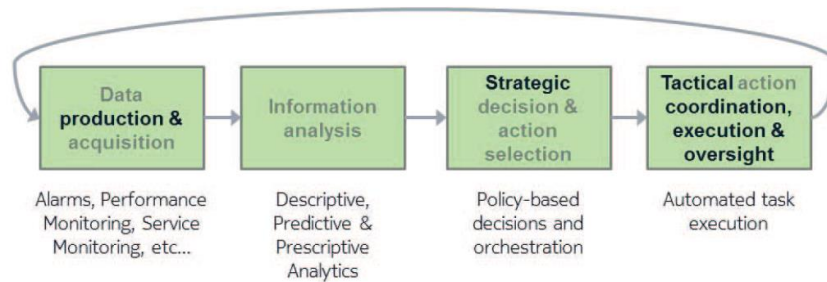 Data
production &
acquisition
Information
analysis
Strategic
decision &
action
selection
Tactical action
coordination,
execution &
oversight
Alarms, Performance
Monitoring, Service
Monitoring, etc...
Descriptive,
Predictive &
Prescriptive
Analytics
Policy-based
decisions and
orchestration
Automated task
execution